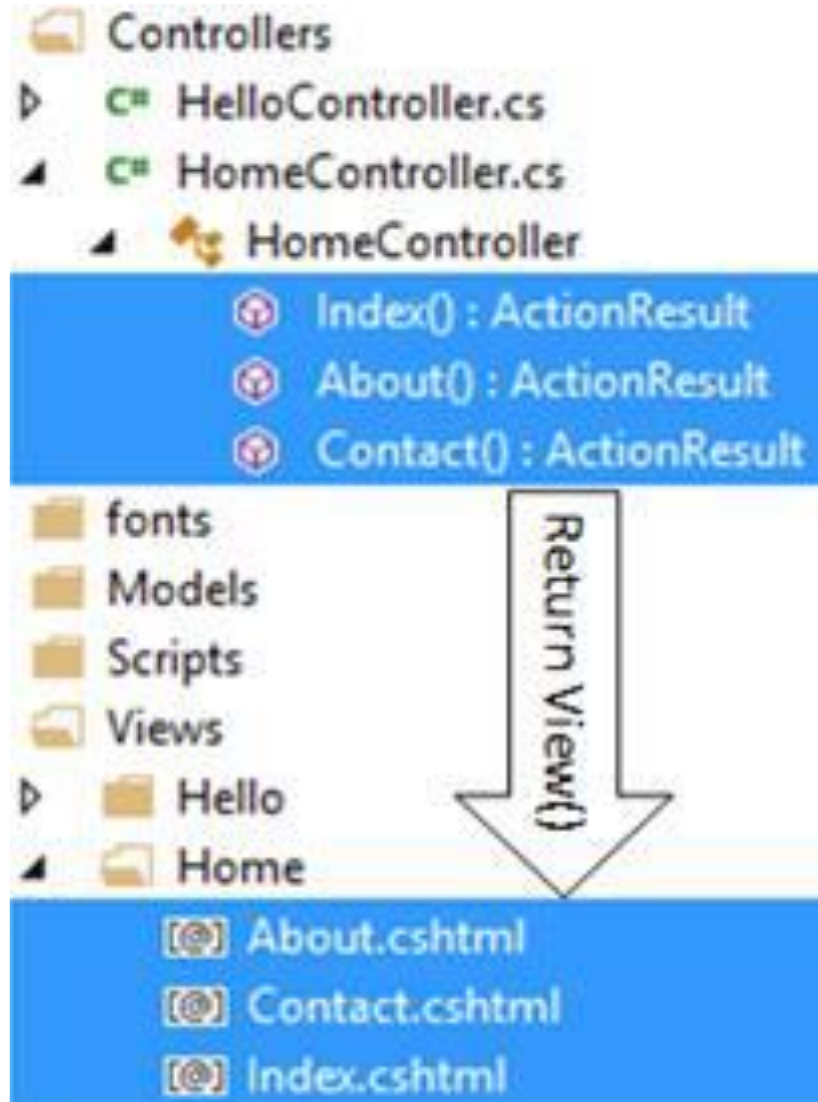 Controllers
C# HelloController.cs
C# HomeController.cs
HomeController
Index() : ActionResult
About() : ActionResult
Contact() : ActionResult
fonts
Models
Scripts
Views
Return View()
Hello
Home
[@] About.cshtml
[@] Contact.cshtml
[@] Index.cshtml